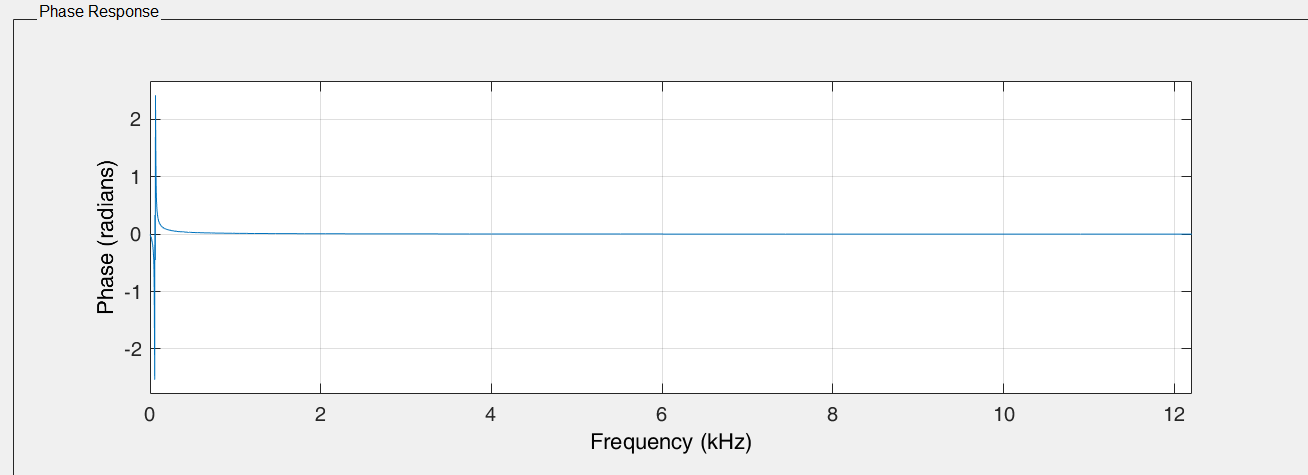 Phase Response
2
1
0
-1
-2
Phase (radians)
0 2 4 6 8 10 12
Frequency (kHz)